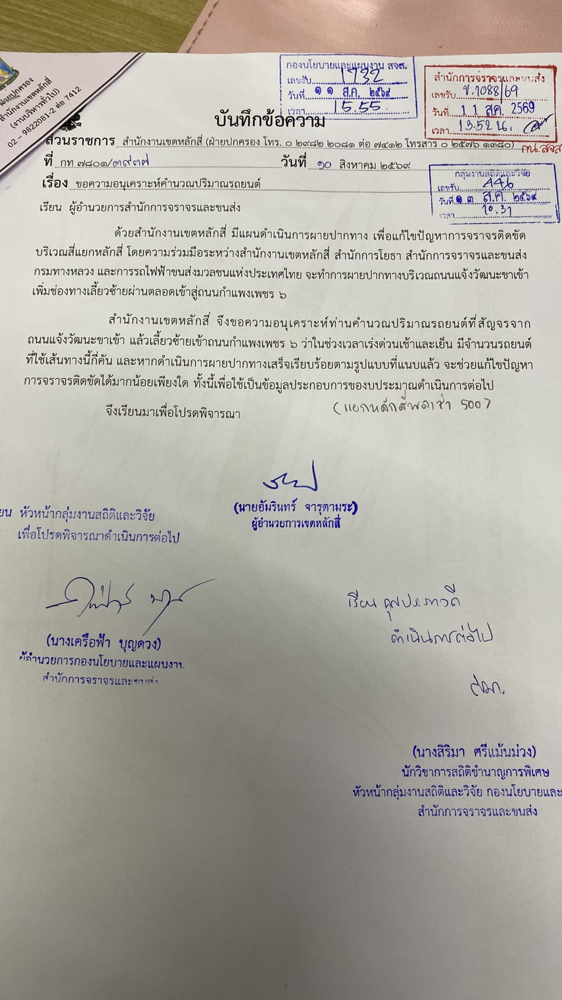 ฝ่ายปกครอง
สำนักงานเขตหลักสี่
(งานบริหารทั่วไป)
02 - 9822081-2 ต่อ 7412
กองนโยบายและแผนงาน สจส.
เลขรับ 1732
วันที่ ๑๑ ส.ค. ๒๕๖๙
เวลา 15.55
สำนักการจราจรและขนส่ง
เลขรับ ข.7088/69
วันที่ 11 สค. 2569
เวลา 13.52 น.
กน.สจส
บันทึกข้อความ
ส่วนราชการ สำนักงานเขตหลักสี่ (ฝ่ายปกครอง โทร. ๐ ๒๙๘๒ ๒๐๘๑ ต่อ ๗๔๑๒ โทรสาร ๐ ๒๕๗๖ ๑๓๘๐)
ที่ กท ๗๘๐๑/๓๙๓๗ วันที่ ๑๐ สิงหาคม ๒๕๖๙
กลุ่มงานสถิติและวิจัย
เลขรับ 446
วันที่ ๑๓ ส.ค. ๒๕๖๙
เวลา 10.31
เรื่อง ขอความอนุเคราะห์คำนวณปริมาณรถยนต์
เรียน ผู้อำนวยการสำนักการจราจรและขนส่ง
ด้วยสำนักงานเขตหลักสี่ มีแผนดำเนินการผายปากทาง เพื่อแก้ไขปัญหาการจราจรติดขัด
บริเวณสี่แยกหลักสี่ โดยความร่วมมือระหว่างสำนักงานเขตหลักสี่ สำนักการโยธา สำนักการจราจรและขนส่ง
กรมทางหลวง และการรถไฟฟ้าขนส่งมวลชนแห่งประเทศไทย จะทำการผายปากทางบริเวณถนนแจ้งวัฒนะขาเข้า
เพิ่มช่องทางเลี้ยวซ้ายผ่านตลอดเข้าสู่ถนนกำแพงเพชร ๖
สำนักงานเขตหลักสี่ จึงขอความอนุเคราะห์ท่านคำนวณปริมาณรถยนต์ที่สัญจรจาก
ถนนแจ้งวัฒนะขาเข้า แล้วเลี้ยวซ้ายเข้าถนนกำแพงเพชร ๖ ว่าในช่วงเวลาเร่งด่วนเช้าและเย็น มีจำนวนรถยนต์
ที่ใช้เส้นทางนี้กี่คัน และหากดำเนินการผายปากทางเสร็จเรียบร้อยตามรูปแบบที่แนบแล้ว จะช่วยแก้ไขปัญหา
การจราจรติดขัดได้มากน้อยเพียงใด ทั้งนี้เพื่อใช้เป็นข้อมูลประกอบการของบประมาณดำเนินการต่อไป
(แยกหลักสี่พลาซ่า 500)
จึงเรียนมาเพื่อโปรดพิจารณา
(นายอัมรินทร์ จารุตามระ)
ผู้อำนวยการเขตหลักสี่
ยน หัวหน้ากลุ่มงานสถิติและวิจัย
เพื่อโปรดพิจารณาดำเนินการต่อไป
(นางเครือฟ้า บุญดวง)
ผู้อำนวยการกองนโยบายและแผนงาน
สำนักการจราจรและขนส่ง
เรียน คุณประภาวดี
ดำเนินการต่อไป
(นางสิริมา ศรีแม้นม่วง)
นักวิชาการสถิติชำนาญการพิเศษ
หัวหน้ากลุ่มงานสถิติและวิจัย กองนโยบายและ
สำนักการจราจรและขนส่ง